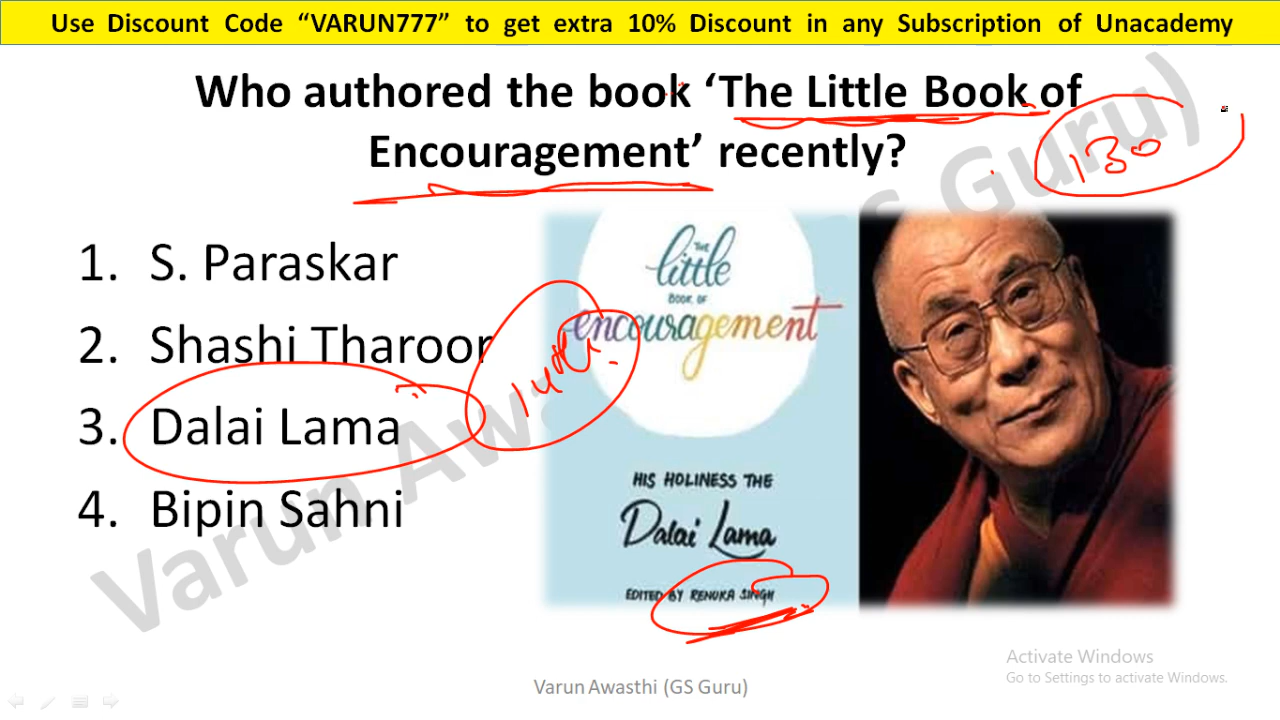 Use Discount Code “VARUN777” to get extra 10% Discount in any Subscription of Unacademy
Who authored the book ‘The Little Book of
Encouragement’ recently?
130
1. S. Paraskar
2. Shashi Tharoor
3. Dalai Lama
4. Bipin Sahni
14th
THE
little
BOOK OF
encouragement
HIS HOLINESS THE
Dalai Lama
EDITED BY RENUKA SINGH
Varun Awasthi (GS Guru)
Activate Windows
Go to Settings to activate Windows.
Varun Awasthi (GS Guru)